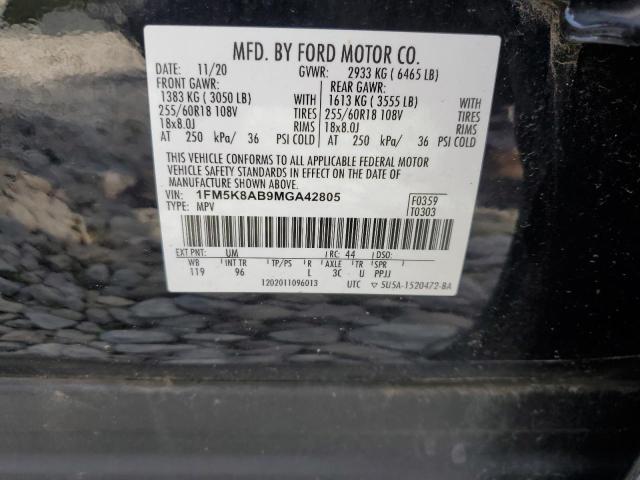 MFD. BY FORD MOTOR CO.
DATE: 11/20 GVWR: 2933 KG ( 6465 LB)
FRONT GAWR: REAR GAWR:
1383 KG ( 3050 LB) WITH 1613 KG ( 3555 LB) WITH
255/60R18 108V TIRES 255/60R18 108V TIRES
18x8.0J RIMS 18x8.0J RIMS
AT 250 kPa/ 36 PSI COLD AT 250 kPa/ 36 PSI COLD
THIS VEHICLE CONFORMS TO ALL APPLICABLE FEDERAL MOTOR
VEHICLE SAFETY STANDARDS IN EFFECT ON THE DATE OF
MANUFACTURE SHOWN ABOVE.
VIN: 1FM5K8AB9MGA42805 F0359
TYPE: MPV T0303
EXT PNT: UM RC: 44 DSO:
WB INT TR TP/PS R AXLE TR SPR
119 96 L 3C U PPJJ
1202011096013 UTC ▽ 5U5A-1520472-BA